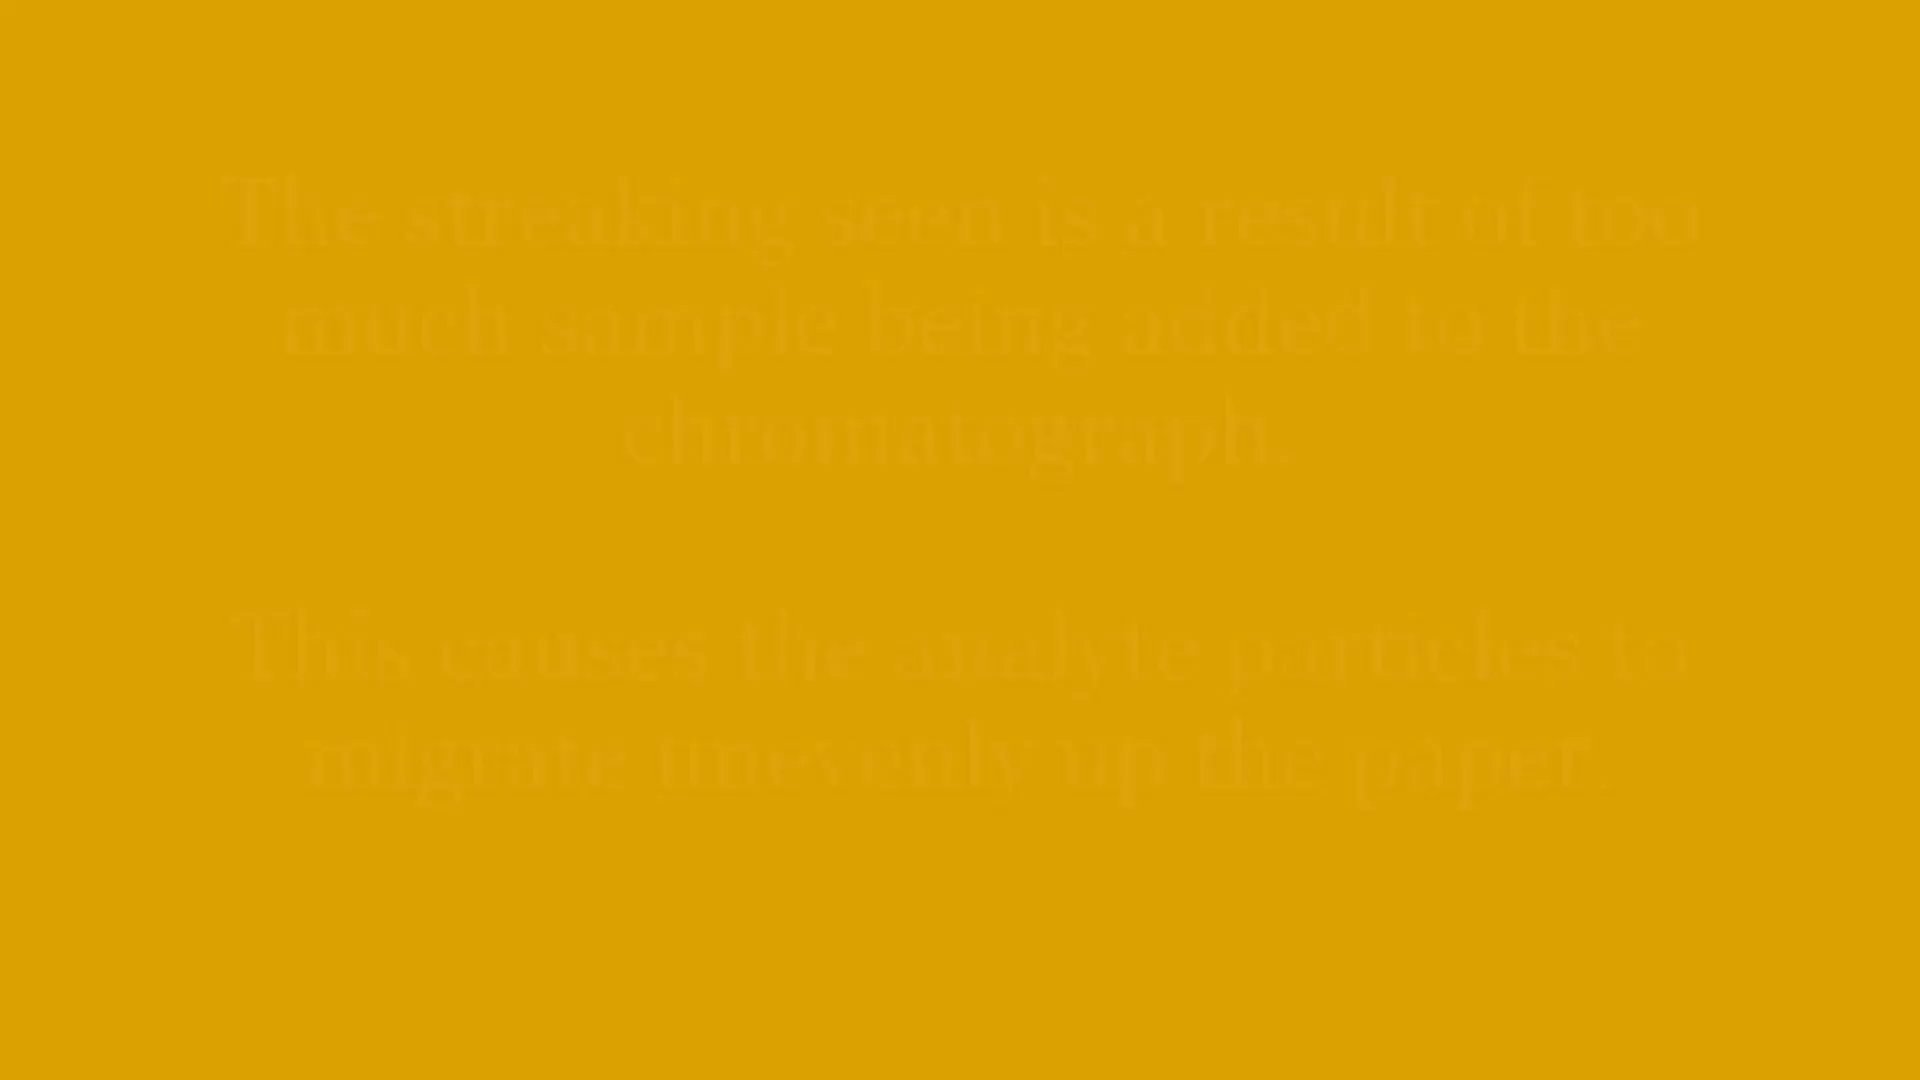 The streaking seen is a result of too
much sample being added to the
chromatograph.
This causes the analyte particles to
migrate unevenly up the paper.